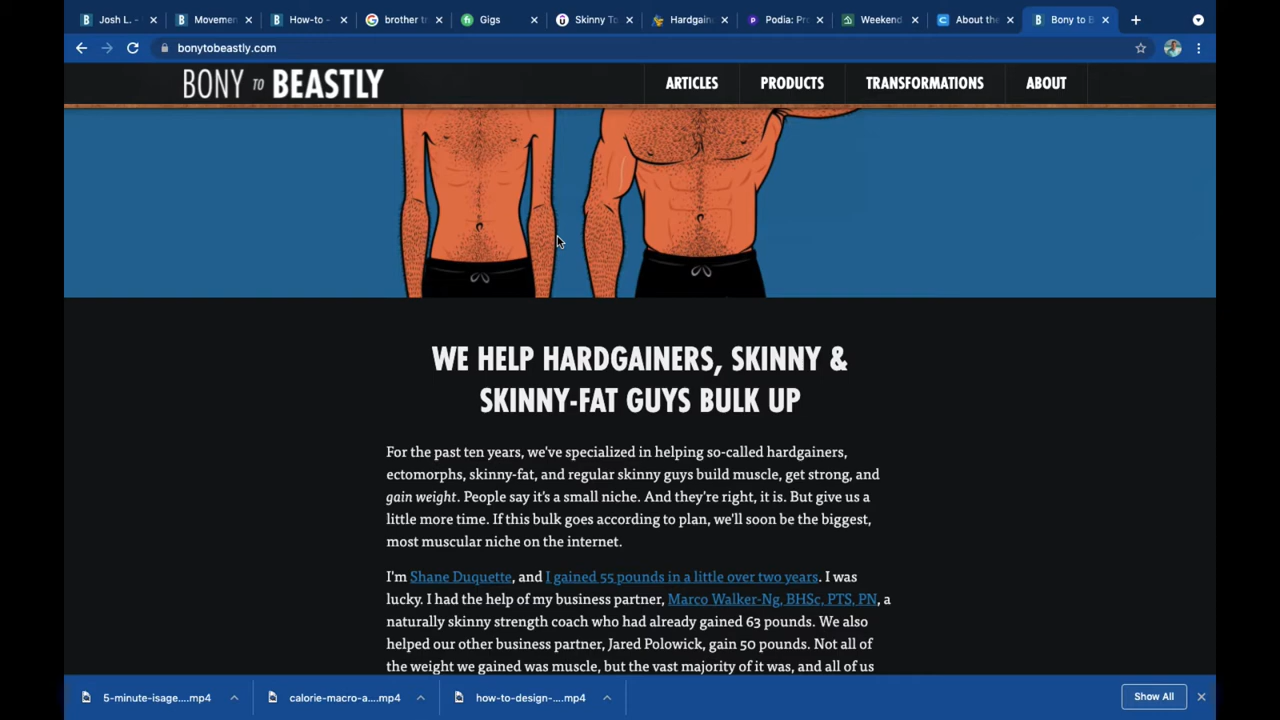 Josh L. -
Movemen
How-to -
brother t
Gigs
Skinny To
Hardgain
Podia: Pr
Weekend
About the
Bony to B
bonytobeastly.com
BONY TO BEASTLY
ARTICLES
PRODUCTS
TRANSFORMATIONS
ABOUT
WE HELP HARDGAINERS, SKINNY &
SKINNY-FAT GUYS BULK UP
For the past ten years, we've specialized in helping so-called hardgainers,
ectomorphs, skinny-fat, and regular skinny guys build muscle, get strong, and
gain weight. People say it's a small niche. And they're right, it is. But give us a
little more time. If this bulk goes according to plan, we'll soon be the biggest,
most muscular niche on the internet.
I'm Shane Duquette, and I gained 55 pounds in a little over two years. I was
lucky. I had the help of my business partner, Marco Walker-Ng, BHSc, PTS, PN, a
naturally skinny strength coach who had already gained 63 pounds. We also
helped our other business partner, Jared Polowick, gain 50 pounds. Not all of
the weight we gained was muscle, but the vast majority of it was, and all of us
5-minute-isage....mp4
calorie-macro-a....mp4
how-to-design-....mp4
Show All